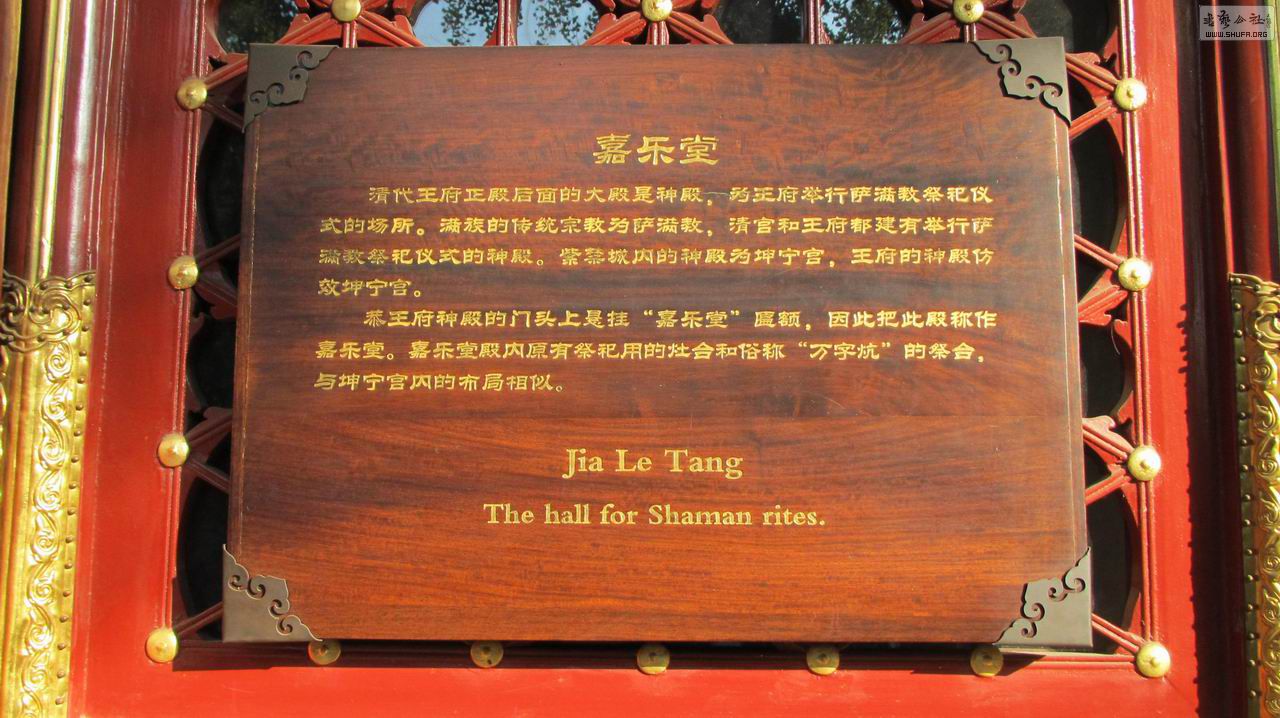 嘉乐堂
清代王府正殿后面的大殿是神殿，为王府举行萨满教祭祀仪
式的场所。满族的传统宗教为萨满教，清宫和王府都建有举行萨
满教祭祀仪式的神殿。紫禁城内的神殿为坤宁宫，王府的神殿仿
效坤宁宫。
恭王府神殿的门头上悬挂“嘉乐堂”匾额，因此把此殿称作
嘉乐堂。嘉乐堂殿内原有祭祀用的灶台和俗称“万字炕”的祭台，
与坤宁宫内的布局相似。
Jia Le Tang
The hall for Shaman rites.
WWW.SHUFA.ORG